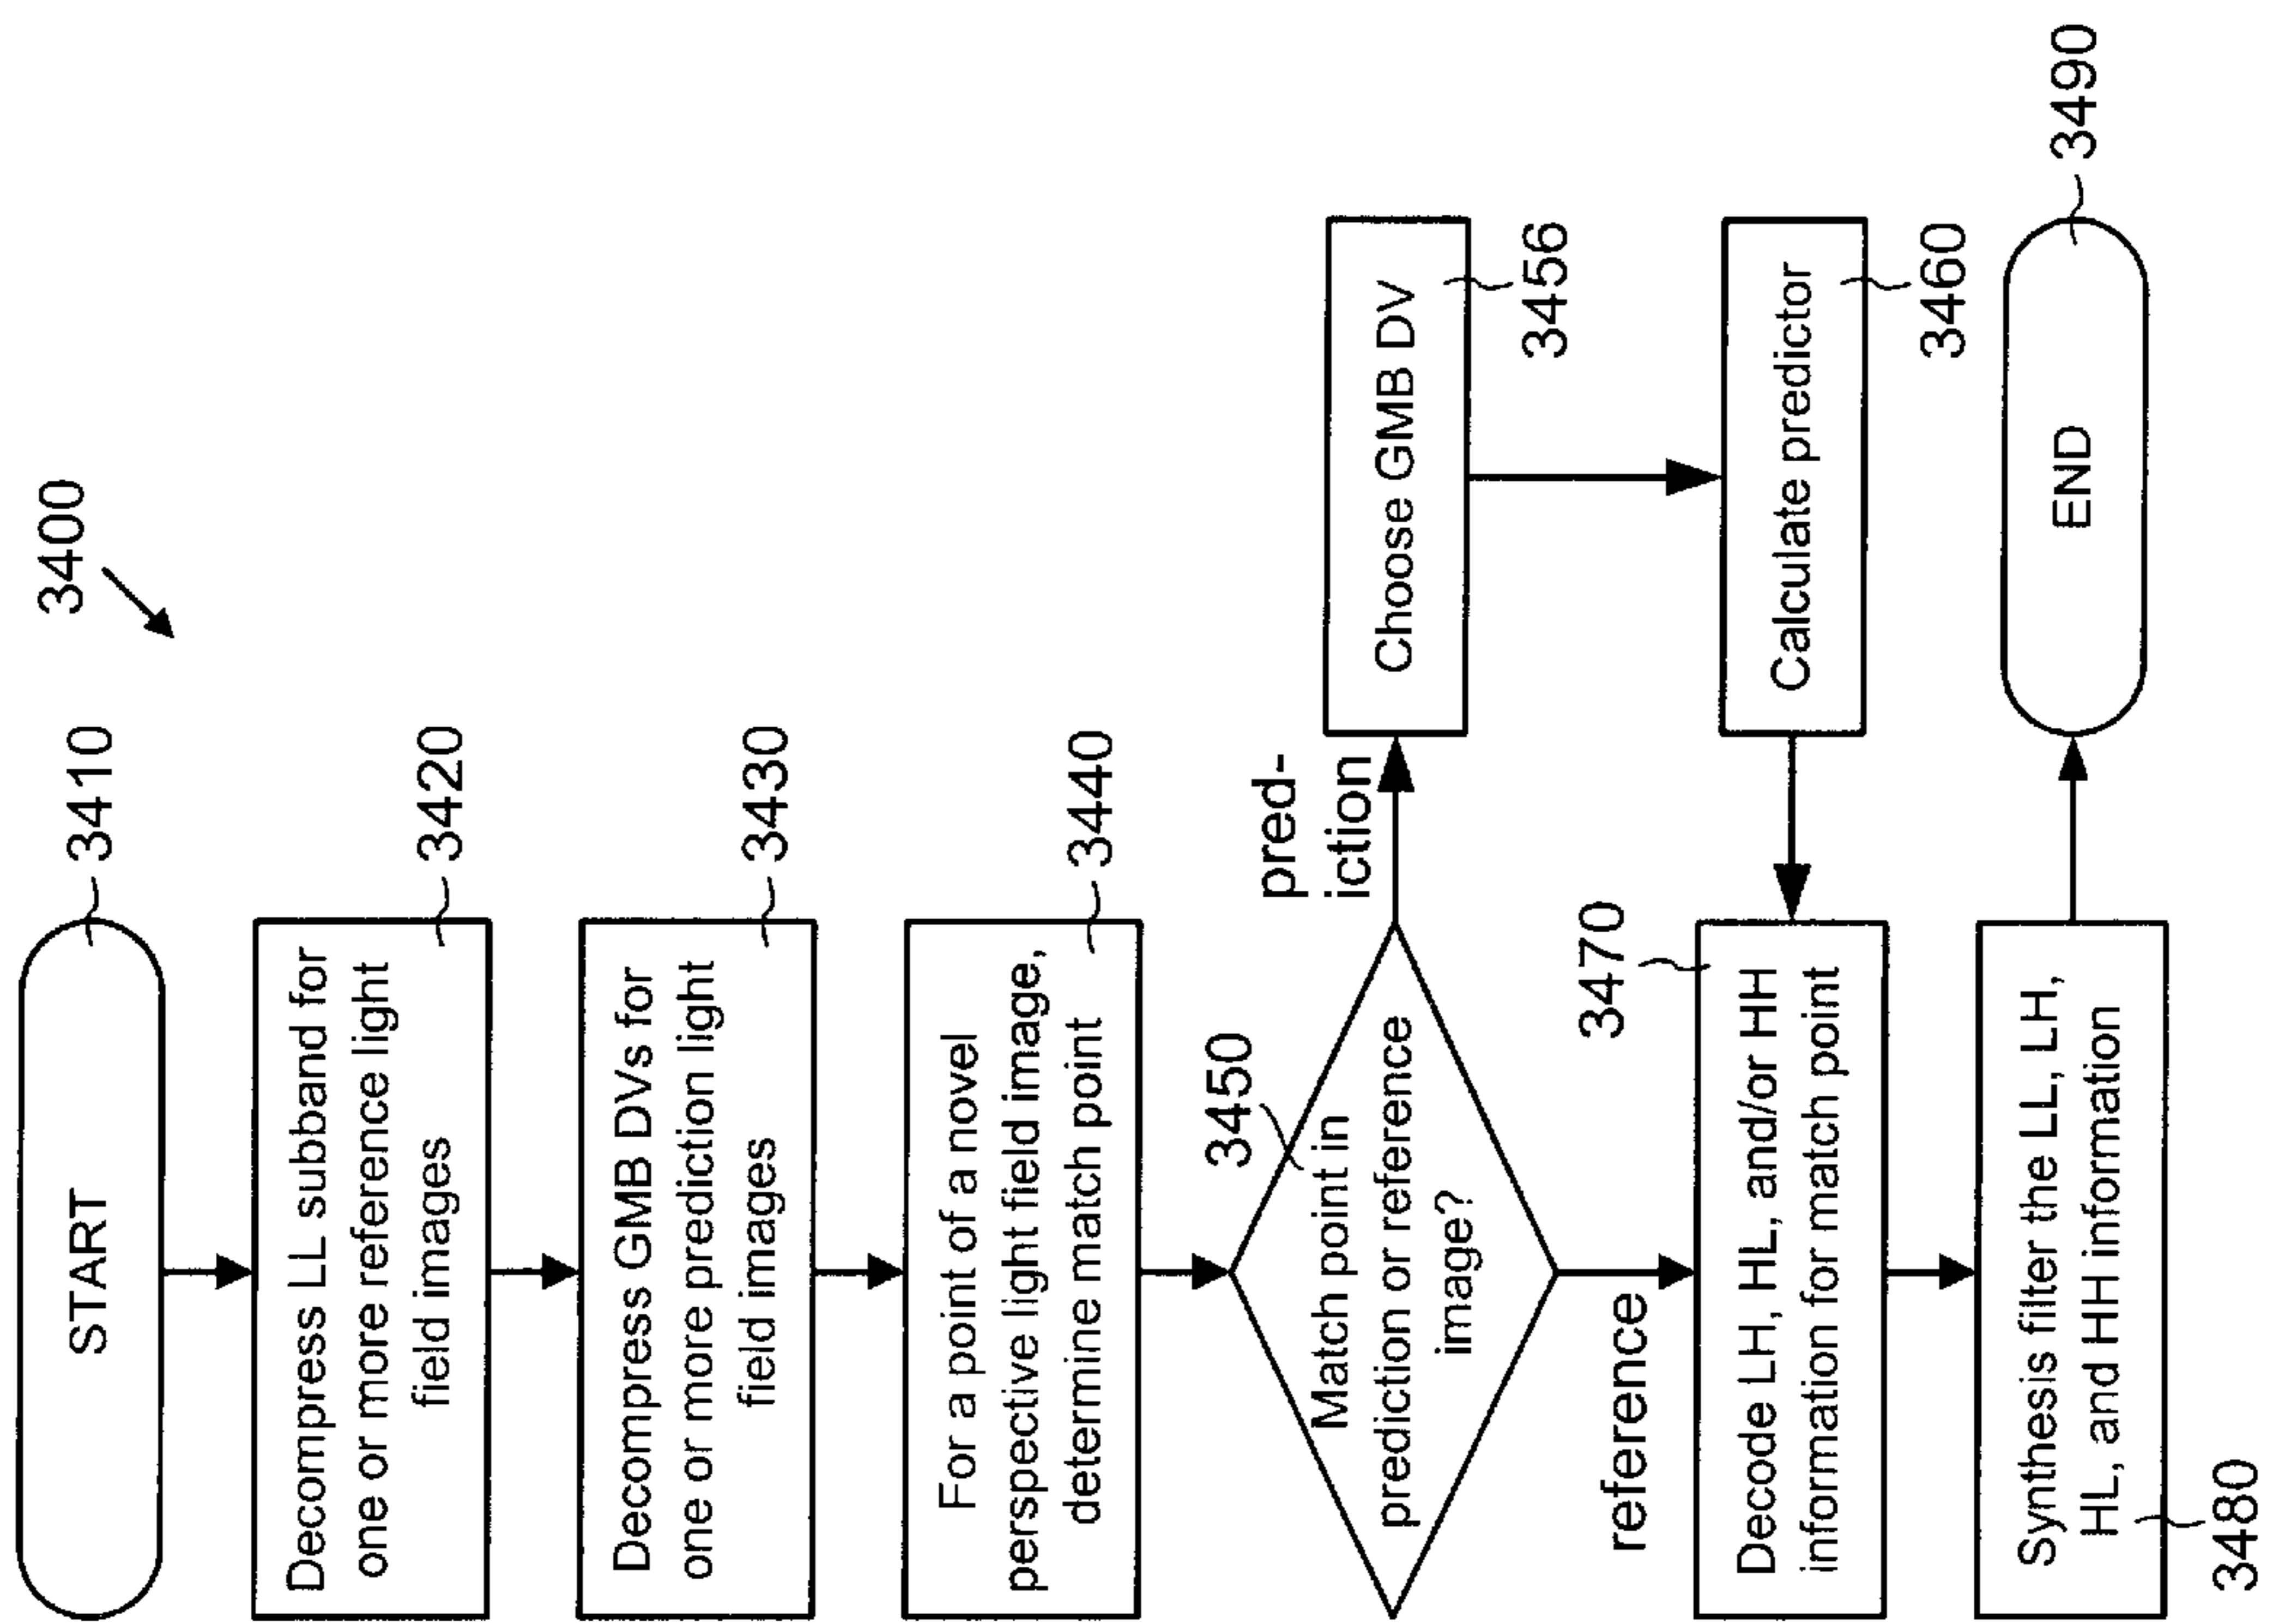 3400
START
3410
Decompress LL subband for
one or more reference light
field images
3420
Decompress GMB DVs for
one or more prediction light
field images
3430
For a point of a novel
perspective light field image,
determine match point
3440
3450
Match point in
prediction or reference
image?
pred-
iction
Choose GMB DV
3456
Calculate predictor
3460
reference
3470
Decode LH, HL, and/or HH
information for match point
Synthesis filter the LL, LH,
HL, and HH information
3480
END
3490